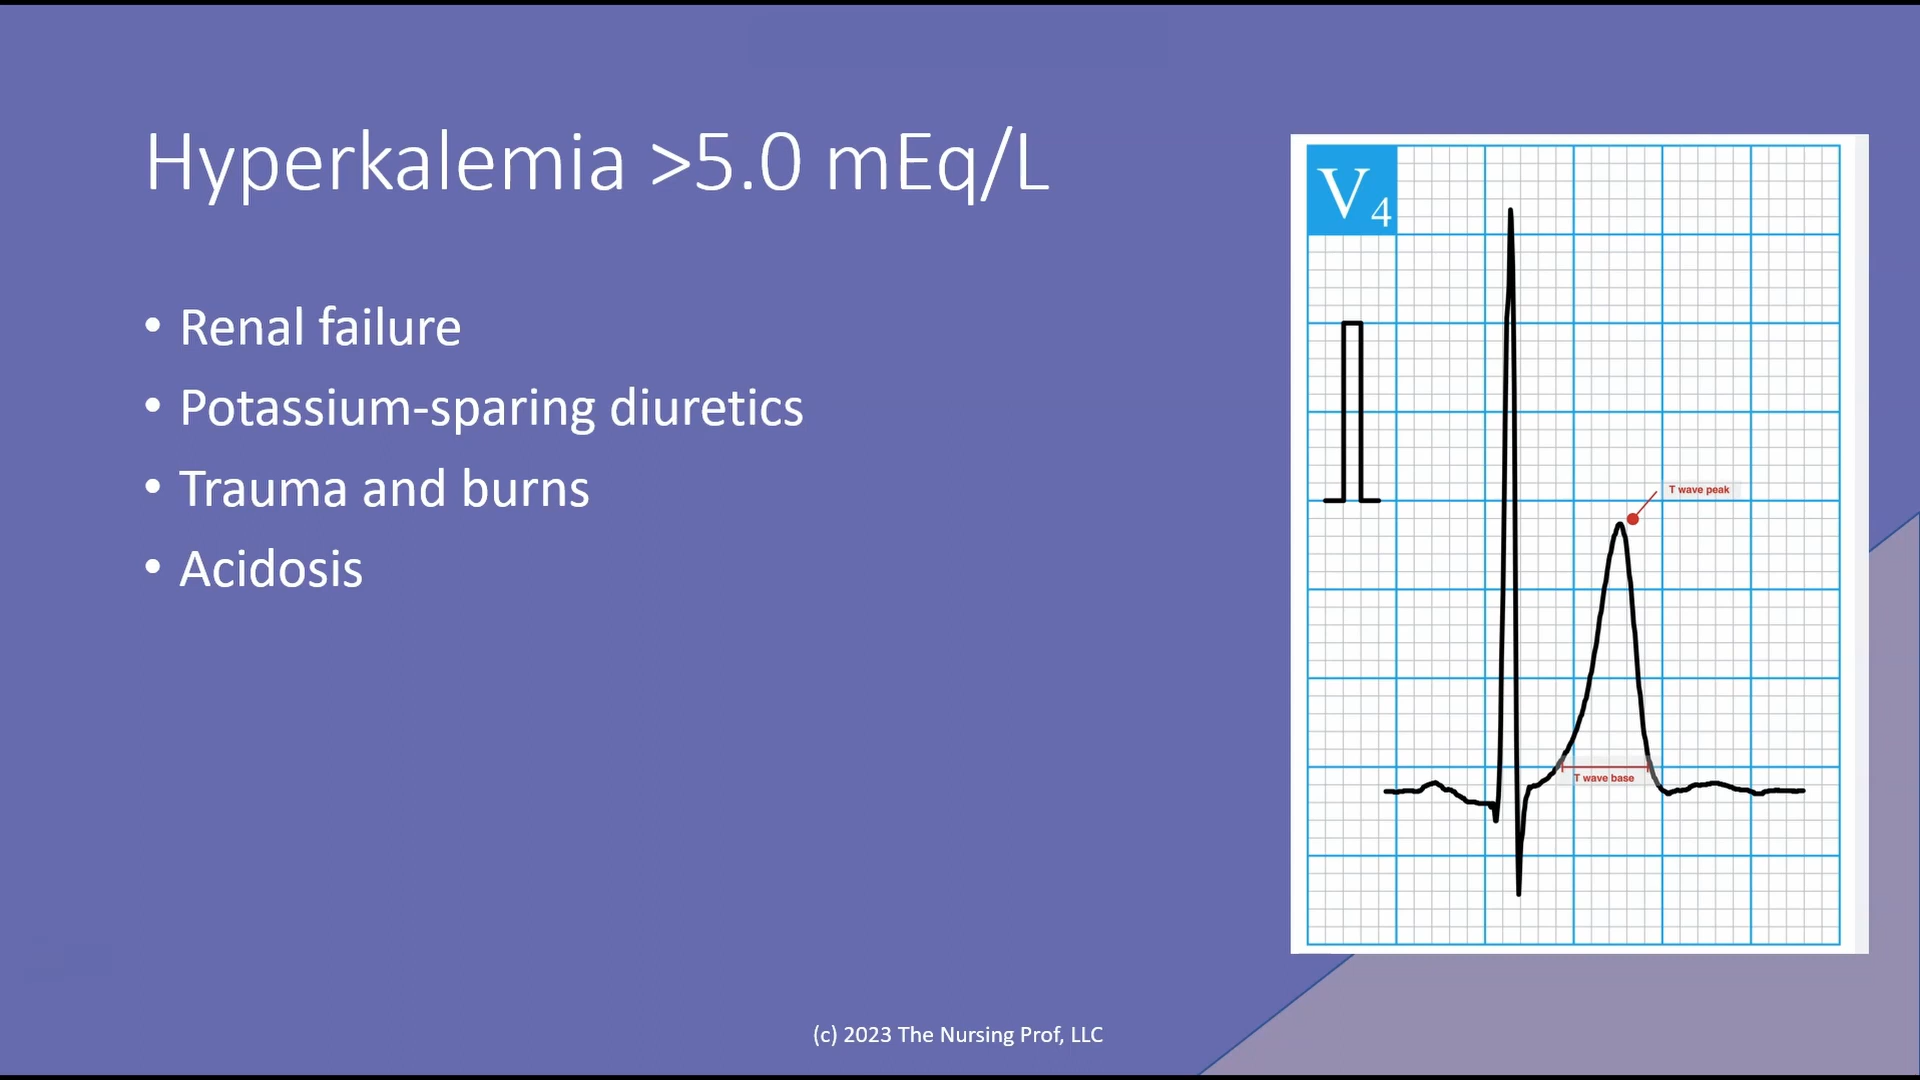 Hyperkalemia >5.0 mEq/L
• Renal failure
• Potassium-sparing diuretics
• Trauma and burns
• Acidosis
V4
T wave peak
T wave base
(c) 2023 The Nursing Prof, LLC